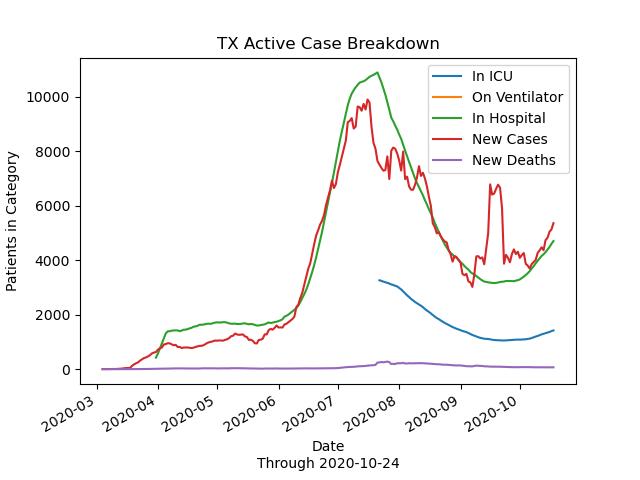 TX Active Case Breakdown
In ICU
On Ventilator
In Hospital
New Cases
New Deaths
Patients in Category
10000
8000
6000
4000
2000
0
2020-03
2020-04
2020-05
2020-06
2020-07
2020-08
2020-09
2020-10
Date
Through 2020-10-24